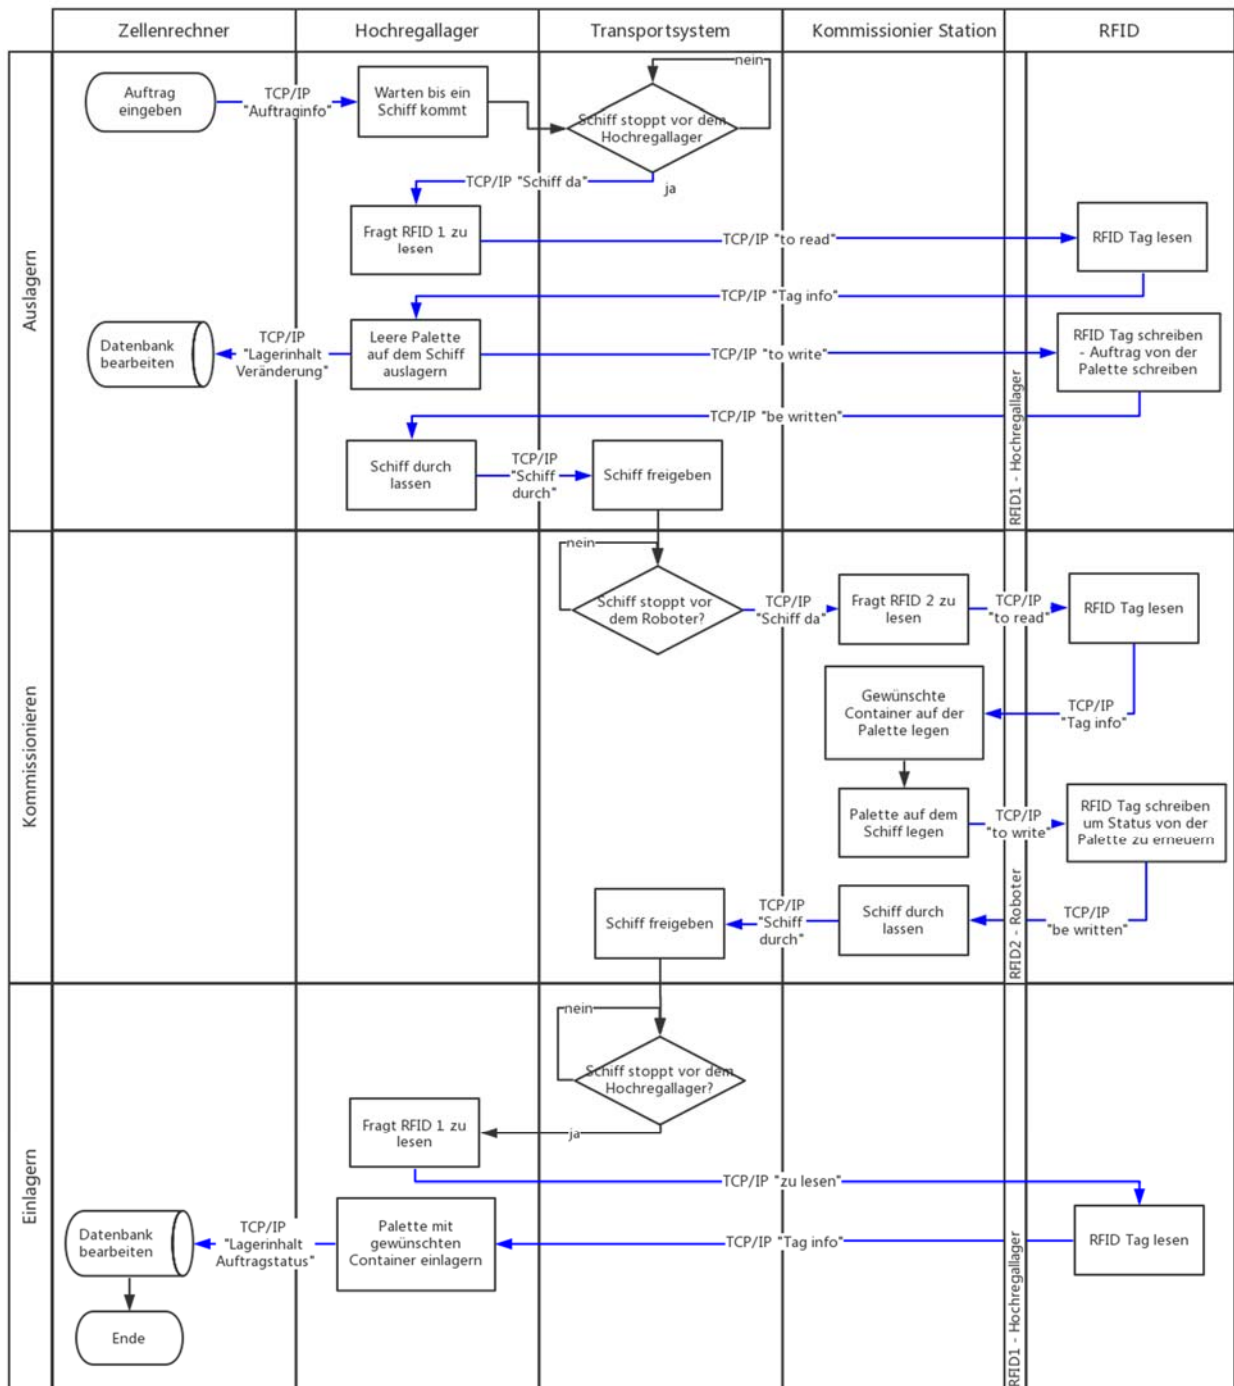 Zellenrechner
Hochregallager
Transportsystem
Kommissionier Station
RFID
Auslagern
Auftrag
eingeben
TCP/IP
"Auftraginfo"
Warten bis ein
Schiff kommt
nein
Schiff stoppt vor dem
Hochregallager
TCP/IP "Schiff da"
ja
Fragt RFID 1 zu
lesen
TCP/IP "to read"
RFID Tag lesen
TCP/IP "Tag info"
Datenbank
bearbeiten
TCP/IP
"Lagerinhalt
Veränderung"
Leere Palette
auf dem Schiff
auslagern
TCP/IP "to write"
RFID Tag schreiben
- Auftrag von der
Palette schreiben
TCP/IP "be written"
Schiff durch
lassen
TCP/IP
"Schiff
durch"
Schiff freigeben
RFID1 - Hochregallager
Kommissionieren
nein
Schiff stoppt vor
dem Roboter?
TCP/IP
"Schiff da"
Fragt RFID 2 zu
lesen
TCP/IP
"to read"
RFID Tag lesen
Gewünschte
Container auf der
Palette legen
TCP/IP
"Tag info"
Palette auf dem
Schiff legen
TCP/IP
"to write"
RFID Tag schreiben
um Status von der
Palette zu erneuern
Schiff freigeben
TCP/IP
"Schiff
durch"
Schiff durch
lassen
TCP/IP
"be written"
RFID2 - Roboter
Einlagern
nein
Schiff stoppt vor dem
Hochregallager?
ja
Fragt RFID 1 zu
lesen
TCP/IP "zu lesen"
Datenbank
bearbeiten
TCP/IP
"Lagerinhalt
Auftragstatus"
Palette mit
gewünschten
Container einlagern
TCP/IP "Tag info"
RFID Tag lesen
Ende
RFID1 - Hochregallager